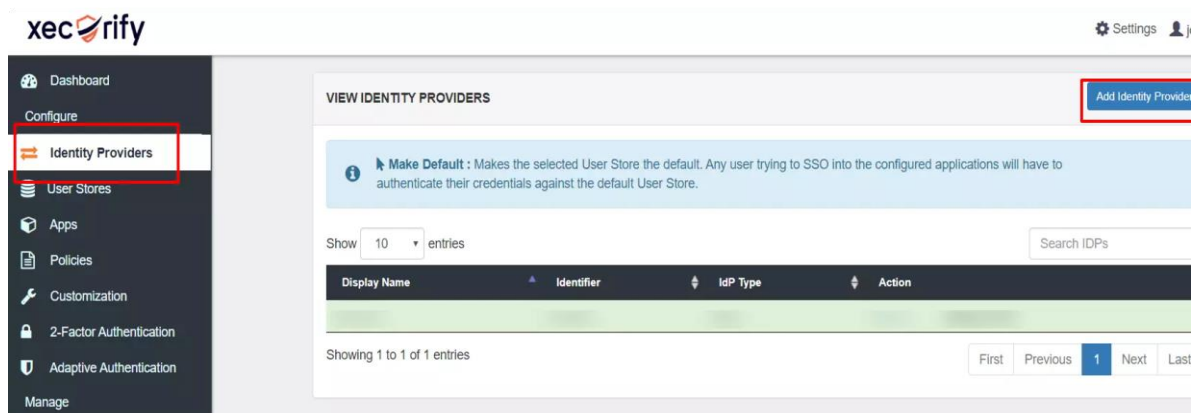 xecurify
Settings
Dashboard
Configure
Identity Providers
User Stores
Apps
Policies
Customization
2-Factor Authentication
Adaptive Authentication
Manage
VIEW IDENTITY PROVIDERS
Add Identity Provider
Make Default : Makes the selected User Store the default. Any user trying to SSO into the configured applications will have to
authenticate their credentials against the default User Store.
Show 10 entries
Search IDPs
Display Name Identifier IdP Type Action
Showing 1 to 1 of 1 entries
First Previous 1 Next Last